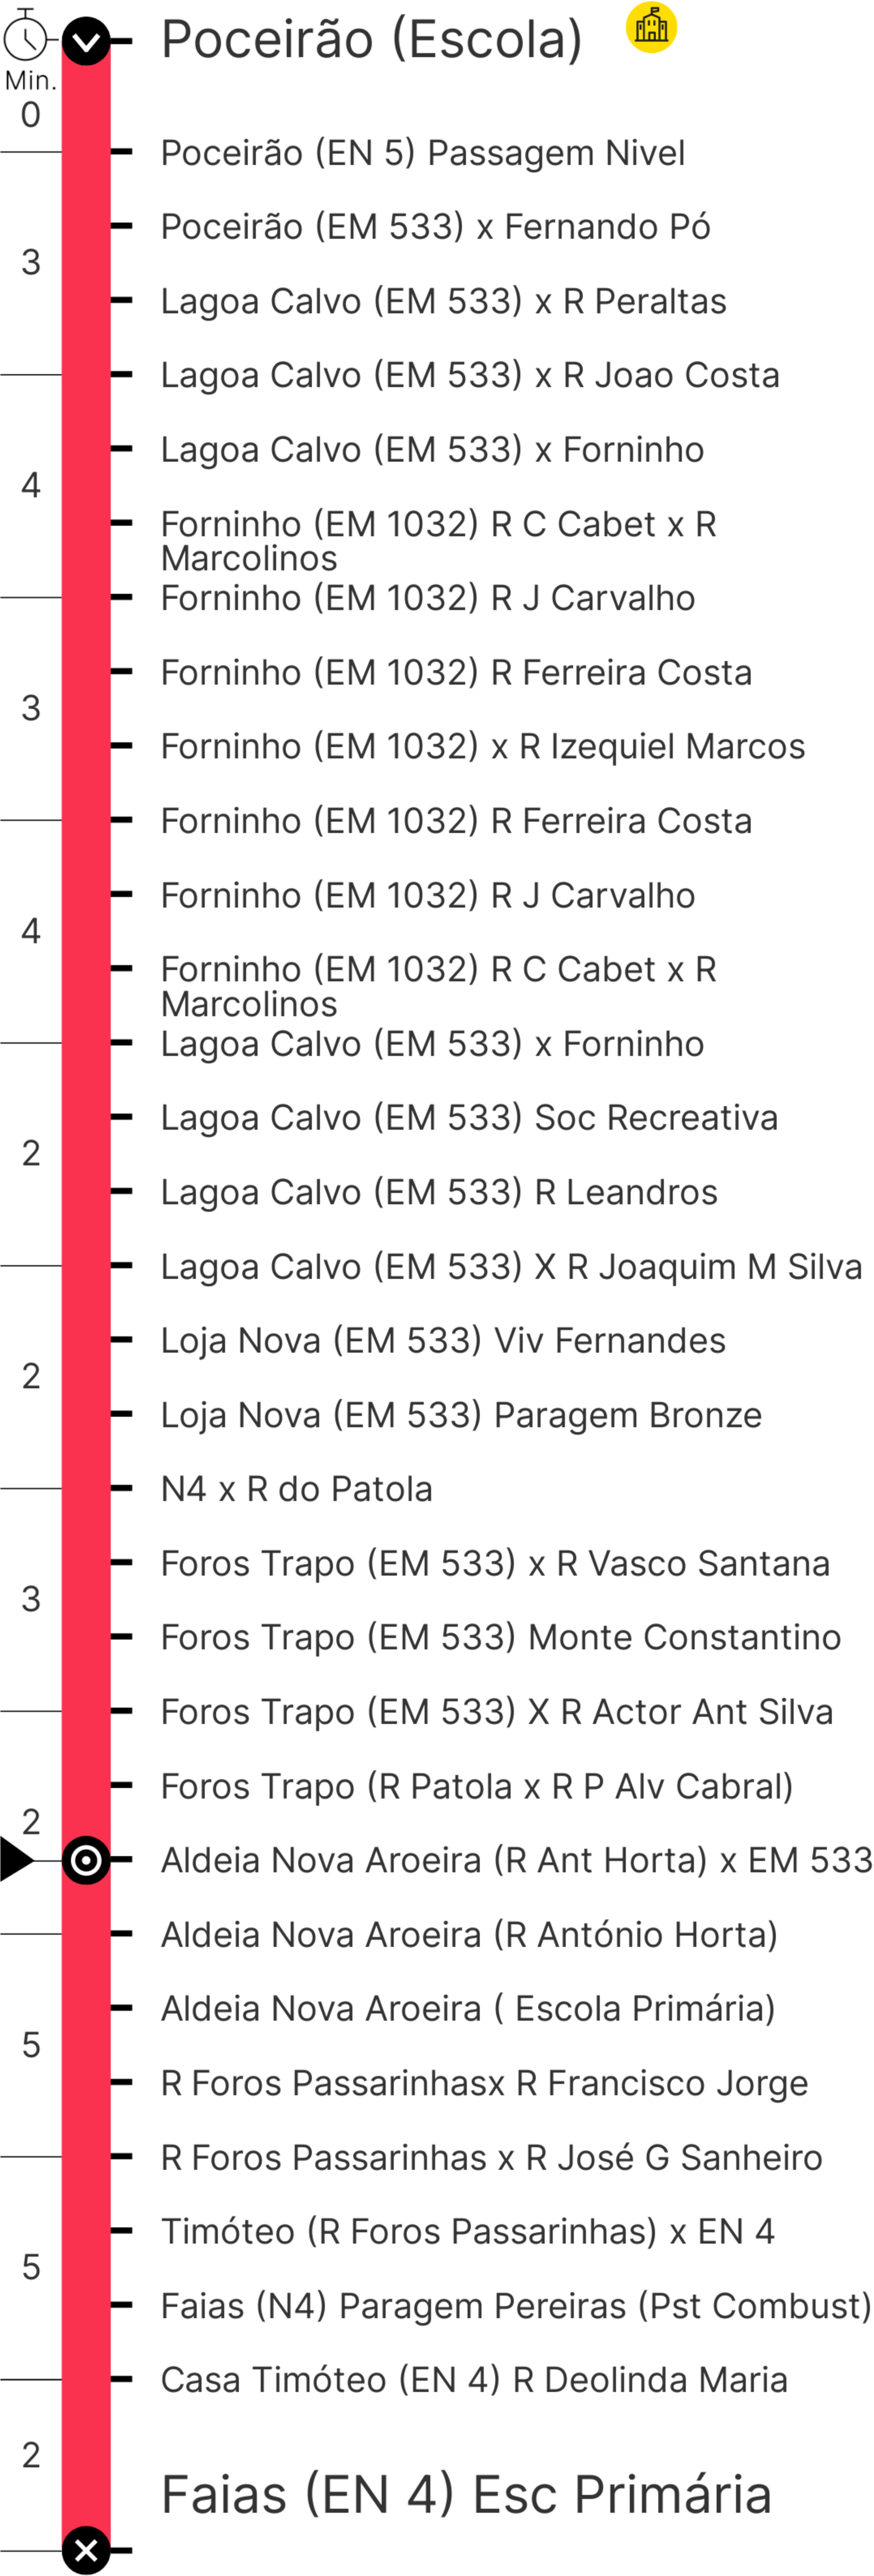 Poceirão (Escola)
Min.
0
Poceirão (EN 5) Passagem Nivel
Poceirão (EM 533) x Fernando Pó
3
Lagoa Calvo (EM 533) x R Peraltas
Lagoa Calvo (EM 533) x R Joao Costa
Lagoa Calvo (EM 533) x Forninho
4
Forninho (EM 1032) R C Cabet x R
Marcolinos
Forninho (EM 1032) R J Carvalho
Forninho (EM 1032) R Ferreira Costa
3
Forninho (EM 1032) x R Izequiel Marcos
Forninho (EM 1032) R Ferreira Costa
Forninho (EM 1032) R J Carvalho
4
Forninho (EM 1032) R C Cabet x R
Marcolinos
Lagoa Calvo (EM 533) x Forninho
Lagoa Calvo (EM 533) Soc Recreativa
2
Lagoa Calvo (EM 533) R Leandros
Lagoa Calvo (EM 533) X R Joaquim M Silva
Loja Nova (EM 533) Viv Fernandes
2
Loja Nova (EM 533) Paragem Bronze
N4 x R do Patola
Foros Trapo (EM 533) x R Vasco Santana
3
Foros Trapo (EM 533) Monte Constantino
Foros Trapo (EM 533) X R Actor Ant Silva
Foros Trapo (R Patola x R P Alv Cabral)
2
Aldeia Nova Aroeira (R Ant Horta) x EM 533
Aldeia Nova Aroeira (R António Horta)
Aldeia Nova Aroeira ( Escola Primária)
5
R Foros Passarinhasx R Francisco Jorge
R Foros Passarinhas x R José G Sanheiro
Timóteo (R Foros Passarinhas) x EN 4
5
Faias (N4) Paragem Pereiras (Pst Combust)
Casa Timóteo (EN 4) R Deolinda Maria
2
Faias (EN 4) Esc Primária